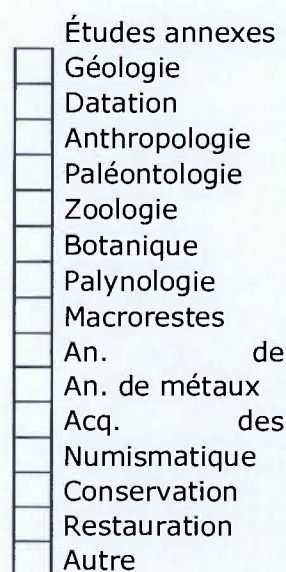 Études annexes
Géologie
Datation
Anthropologie
Paléontologie
Zoologie
Botanique
Palynologie
Macrorestes
An. de
An. de métaux
Acq. des
Numismatique
Conservation
Restauration
Autre